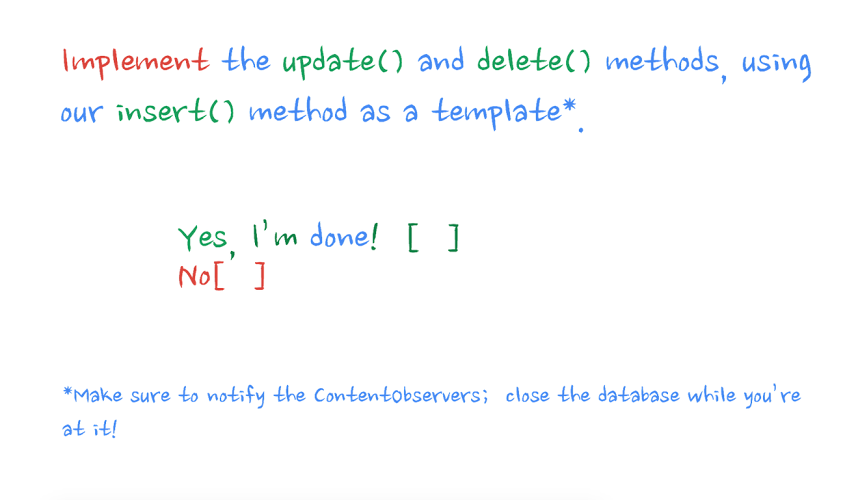 Implement the update() and delete() methods, using
our insert() method as a template*.
Yes, I'm done! [ ]
No[ ]
*Make sure to notify the ContentObservers; close the database while you're
at it!